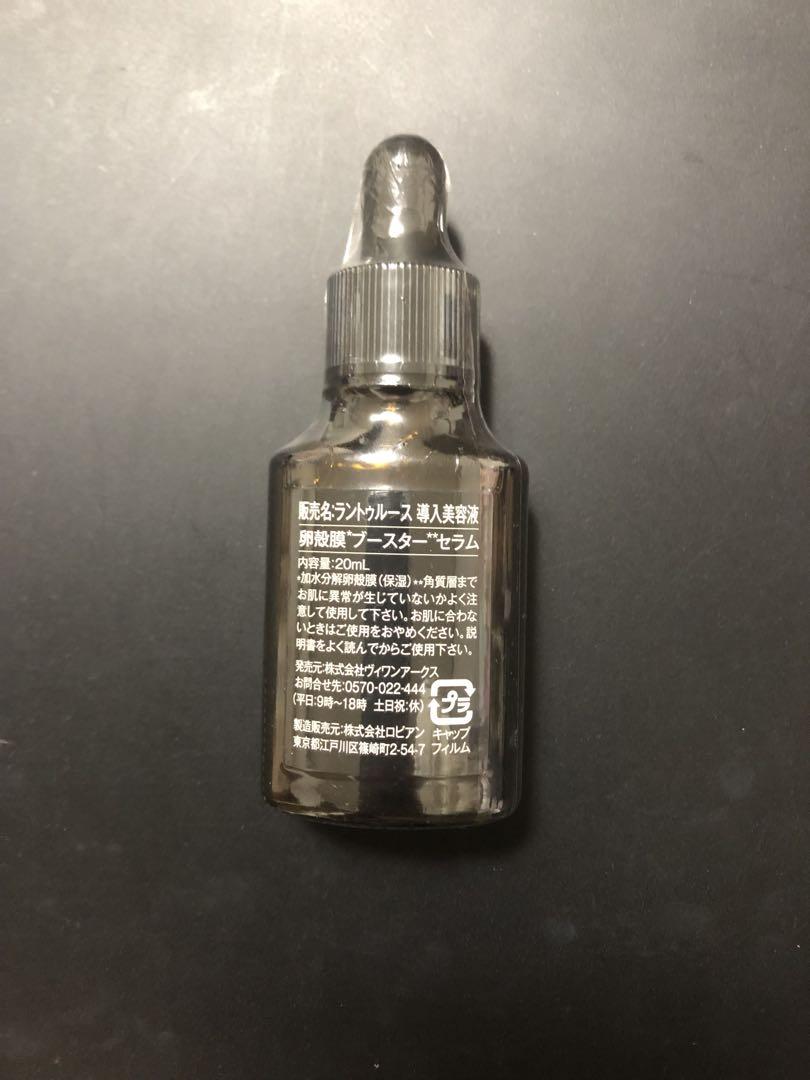 販売名:ラントゥルース 導入美容液
卵殻膜*ブースター**セラム
内容量:20mL
*加水分解卵殻膜(保湿)**角質層まで
お肌に異常が生じていないかよく注
意して使用して下さい。お肌に合わな
いときはご使用をおやめください。説
明書をよく読んでからご使用下さい。
発売元:株式会社ヴィワンアークス
お問合せ先:0570-022-444
(平日:9時〜18時 土日祝:休)
プラ
製造販売元:株式会社ロビアン キャップ
東京都江戸川区篠崎町2-54-7 フィルム